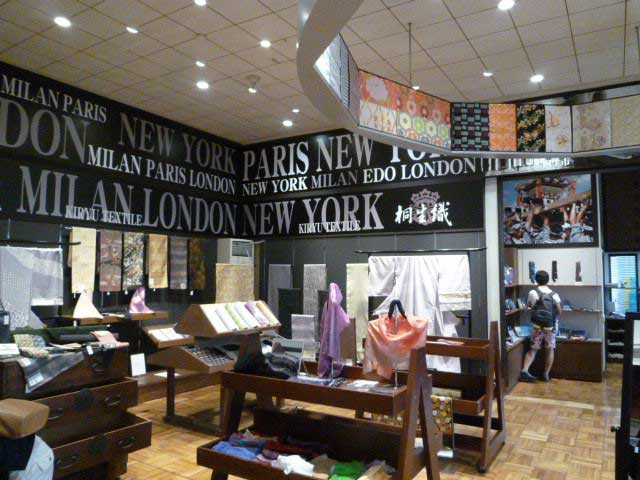 MILAN PARIS
DON NEW YORK
MILAN PARIS LONDON
MILAN LONDON
KIRYU TEXTILE
PARIS NEW YO
NEW YORK MILAN EDO LONDON
NEW YORK
KIRYU TEXTILE
桐生織